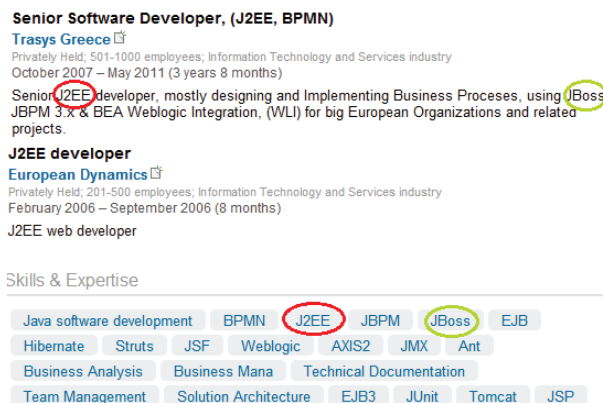 Senior Software Developer, (J2EE, BPMN)
Trasys Greece
Privately Held; 501-1000 employees; Information Technology and Services industry
October 2007 – May 2011 (3 years 8 months)
Senior J2EE developer, mostly designing and Implementing Business Proceses, using JBoss
JBPM 3.x & BEA Weblogic Integration, (WLI) for big European Organizations and related
projects.
J2EE developer
European Dynamics
Privately Held; 201-500 employees; Information Technology and Services industry
February 2006 – September 2006 (8 months)
J2EE web developer
Skills & Expertise
Java software development BPMN J2EE JBPM JBoss EJB
Hibernate Struts JSF Weblogic AXIS2 JMX Ant
Business Analysis Business Mana Technical Documentation
Team Management Solution Architecture EJB3 JUnit Tomcat JSP